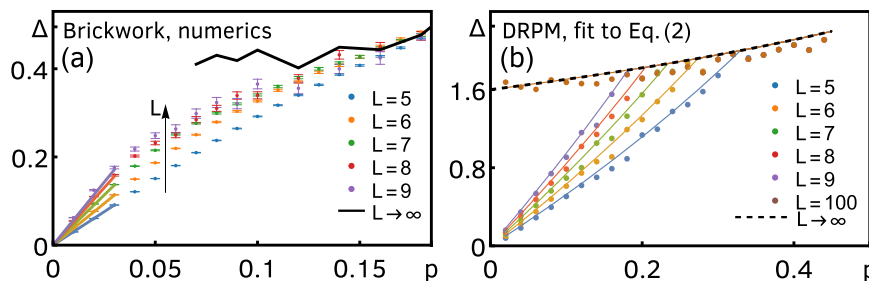 Δ
Brickwork, numerics
(a)
0.4
0.2
0
L
L = 5
L = 6
L = 7
L = 8
L = 9
L → ∞
0
0.05
0.1
0.15
p
Δ
DRPM, fit to Eq. (2)
(b)
1.6
0.8
0
L = 5
L = 6
L = 7
L = 8
L = 9
L = 100
L → ∞
0
0.2
0.4
p